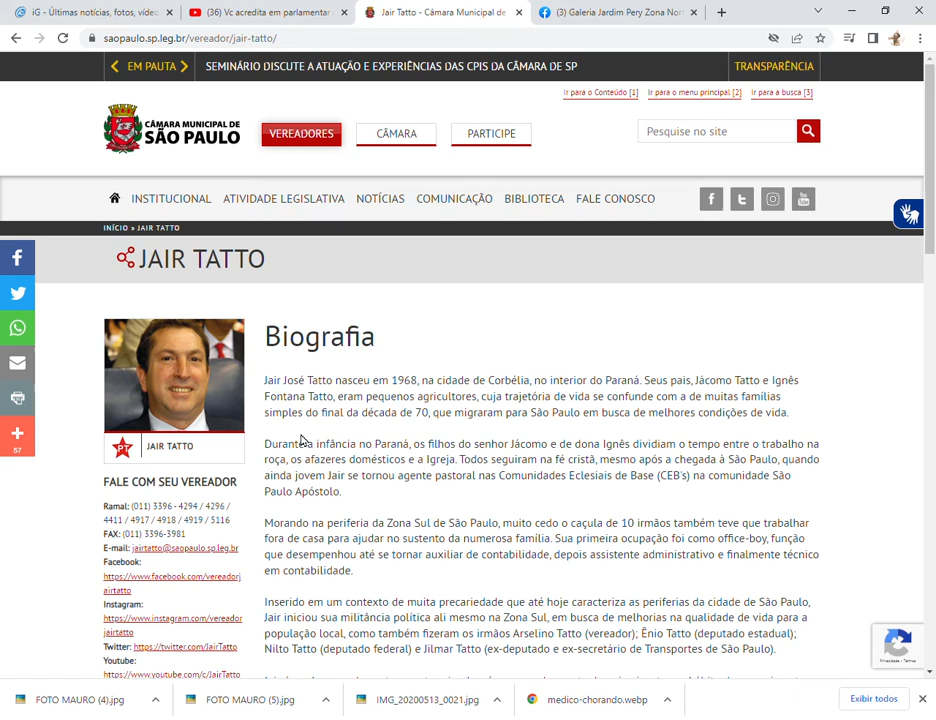 iG - Últimas notícias, fotos, víde
(36) Vc acredita em parlamentar
Jair Tatto - Câmara Municipal de
(3) Galeria Jardim Pery Zona Nor
saopaulo.sp.leg.br/vereador/jair-tatto/
EM PAUTA
SEMINÁRIO DISCUTE A ATUAÇÃO E EXPERIÊNCIAS DAS CPIS DA CÂMARA DE SP
TRANSPARÊNCIA
Ir para o Conteúdo [1]
Ir para o menu principal [2]
Ir para a busca [3]
CÂMARA MUNICIPAL DE
SÃO PAULO
VEREADORES
CÂMARA
PARTICIPE
Pesquise no site
INSTITUCIONAL
ATIVIDADE LEGISLATIVA
NOTÍCIAS
COMUNICAÇÃO
BIBLIOTECA
FALE CONOSCO
INÍCIO » JAIR TATTO
JAIR TATTO
57
PT
JAIR TATTO
FALE COM SEU VEREADOR
Ramal: (011) 3396 - 4294 / 4296 /
4411 / 4917 / 4918 / 4919 / 5116
FAX: (011) 3396-3981
E-mail: jairtatto@saopaulo.sp.leg.br
Facebook:
https://www.facebook.com/vereadorj
airtatto
Instagram:
https://www.instagram.com/vereador
jairtatto
Twitter: https://twitter.com/JairTatto
Youtube:
https://www.youtube.com/c/JairTatto
Biografia
Jair José Tatto nasceu em 1968, na cidade de Corbélia, no interior do Paraná. Seus pais, Jácomo Tatto e Ignês
Fontana Tatto, eram pequenos agricultores, cuja trajetória de vida se confunde com a de muitas famílias
simples do final da década de 70, que migraram para São Paulo em busca de melhores condições de vida.
Durante a infância no Paraná, os filhos do senhor Jácomo e de dona Ignês dividiam o tempo entre o trabalho na
roça, os afazeres domésticos e a Igreja. Todos seguiram na fé cristã, mesmo após a chegada à São Paulo, quando
ainda jovem Jair se tornou agente pastoral nas Comunidades Eclesiais de Base (CEB's) na comunidade São
Paulo Apóstolo.
Morando na periferia da Zona Sul de São Paulo, muito cedo o caçula de 10 irmãos também teve que trabalhar
fora de casa para ajudar no sustento da numerosa família. Sua primeira ocupação foi como office-boy, função
que desempenhou até se tornar auxiliar de contabilidade, depois assistente administrativo e finalmente técnico
em contabilidade.
Inserido em um contexto de muita precariedade que até hoje caracteriza as periferias da cidade de São Paulo,
Jair iniciou sua militância política ali mesmo na Zona Sul, em busca de melhorias na qualidade de vida para a
população local, como também fizeram os irmãos Arselino Tatto (vereador); Ênio Tatto (deputado estadual);
Nilto Tatto (deputado federal) e Jilmar Tatto (ex-deputado e ex-secretário de Transportes de São Paulo).
Privacidade - Termos
FOTO MAURO (4).jpg
FOTO MAURO (5).jpg
IMG_20200513_0021.jpg
medico-chorando.webp
Exibir todos